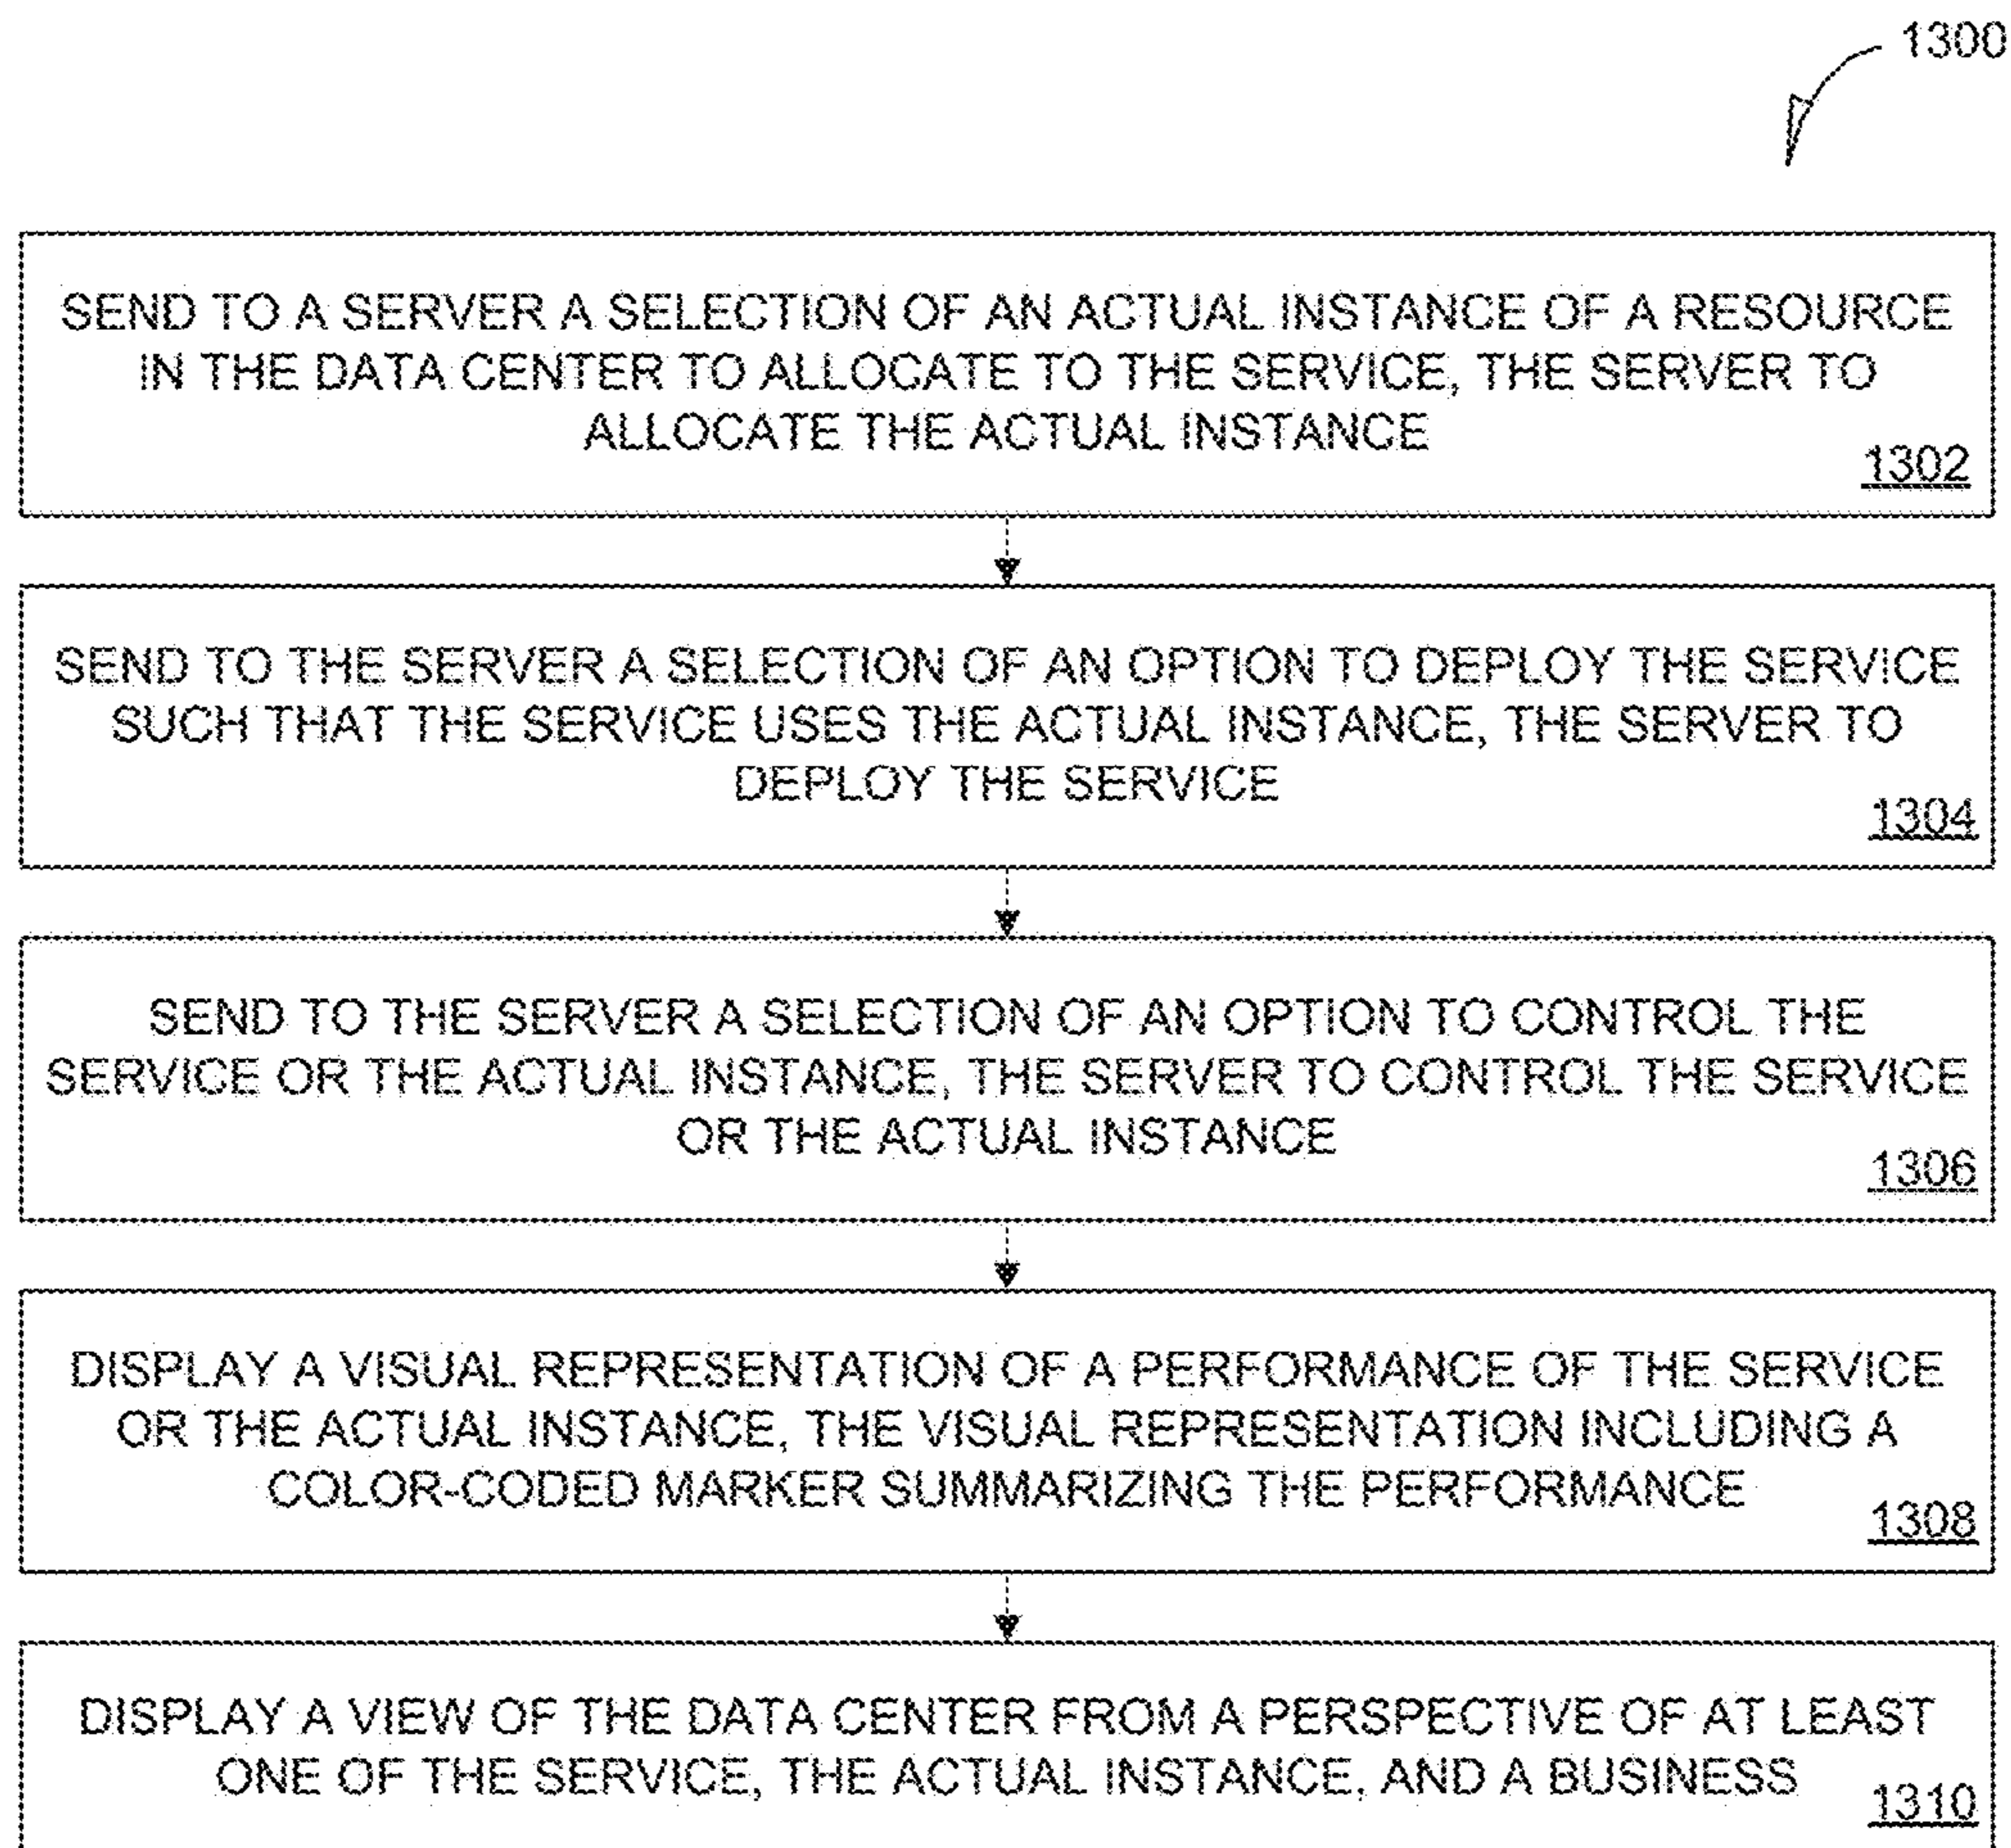 1300
SEND TO A SERVER A SELECTION OF AN ACTUAL INSTANCE OF A RESOURCE
IN THE DATA CENTER TO ALLOCATE TO THE SERVICE, THE SERVER TO
ALLOCATE THE ACTUAL INSTANCE
1302
SEND TO THE SERVER A SELECTION OF AN OPTION TO DEPLOY THE SERVICE
SUCH THAT THE SERVICE USES THE ACTUAL INSTANCE, THE SERVER TO
DEPLOY THE SERVICE
1304
SEND TO THE SERVER A SELECTION OF AN OPTION TO CONTROL THE
SERVICE OR THE ACTUAL INSTANCE, THE SERVER TO CONTROL THE SERVICE
OR THE ACTUAL INSTANCE
1306
DISPLAY A VISUAL REPRESENTATION OF A PERFORMANCE OF THE SERVICE
OR THE ACTUAL INSTANCE, THE VISUAL REPRESENTATION INCLUDING A
COLOR-CODED MARKER SUMMARIZING THE PERFORMANCE
1308
DISPLAY A VIEW OF THE DATA CENTER FROM A PERSPECTIVE OF AT LEAST
ONE OF THE SERVICE, THE ACTUAL INSTANCE, AND A BUSINESS
1310